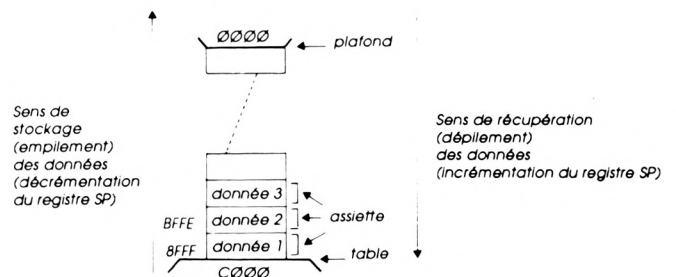 ØØØØ
plafond
Sens de
stockage
(empilement)
des données
(décrémentation
du registre SP)
Sens de récupération
(dépilement)
des données
(incrémentation du registre SP)
donnée 3
BFFE donnée 2
assiette
8FFF donnée 1
table
CØØØ